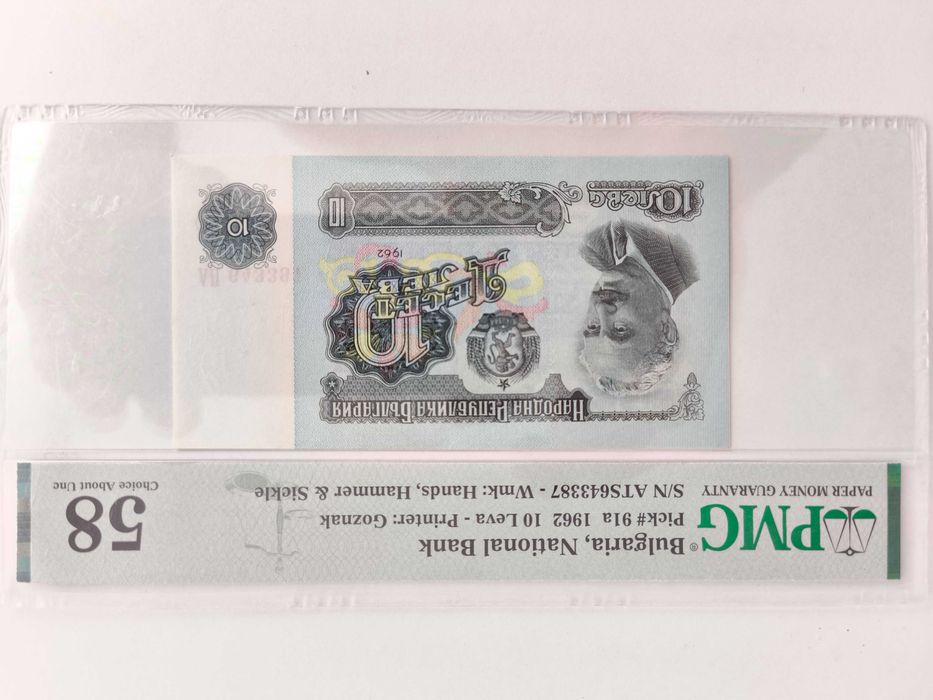 PMG
PAPER MONEY GUARANTY
®
Bulgaria, National Bank
Pick# 91a 1962 10 Leva - Printer: Goznak
S/N ATS643387 - Wmk: Hands, Hammer & Sickle
58
Choice About Unc
НАРОДНА РЕПУБЛИКА БЪЛГАРИЯ
10
ДЕСЕТ
ЛЕВА
1962
10 ЛЕВА
10
10